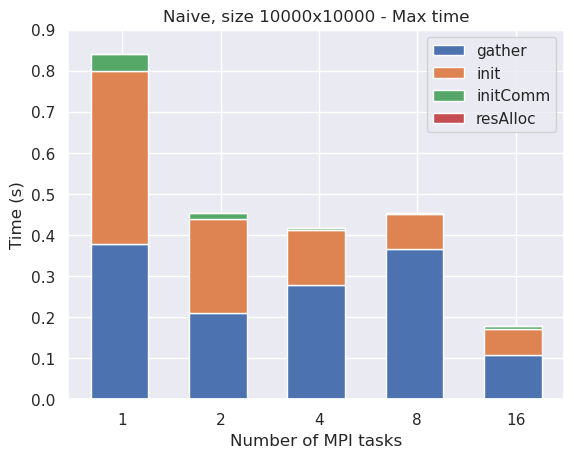 Naive, size 10000x10000 - Max time
gather
init
initComm
resAlloc
Time (s)
0.9
0.8
0.7
0.6
0.5
0.4
0.3
0.2
0.1
0.0
1 2 4 8 16
Number of MPI tasks